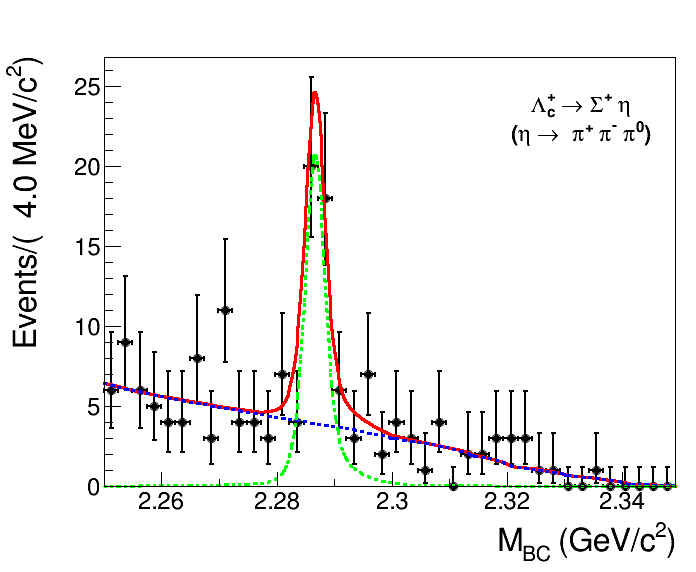 Λc+ → Σ+ η
(η → π+ π- π0)
Events/( 4.0 MeV/c2)
25
20
15
10
5
0
2.26 2.28 2.3 2.32 2.34
MBC (GeV/c2)